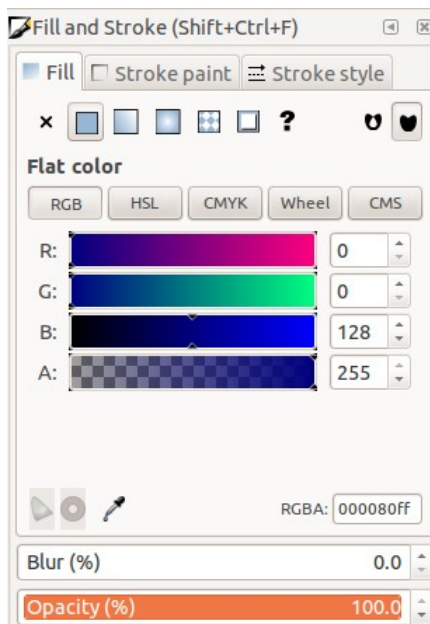 Fill and Stroke (Shift+Ctrl+F)
Fill Stroke paint Stroke style
?
Flat color
RGB HSL CMYK Wheel CMS
R: 0
G: 0
B: 128
A: 255
RGBA: 000080ff
Blur (%) 0.0
Opacity (%) 100.0